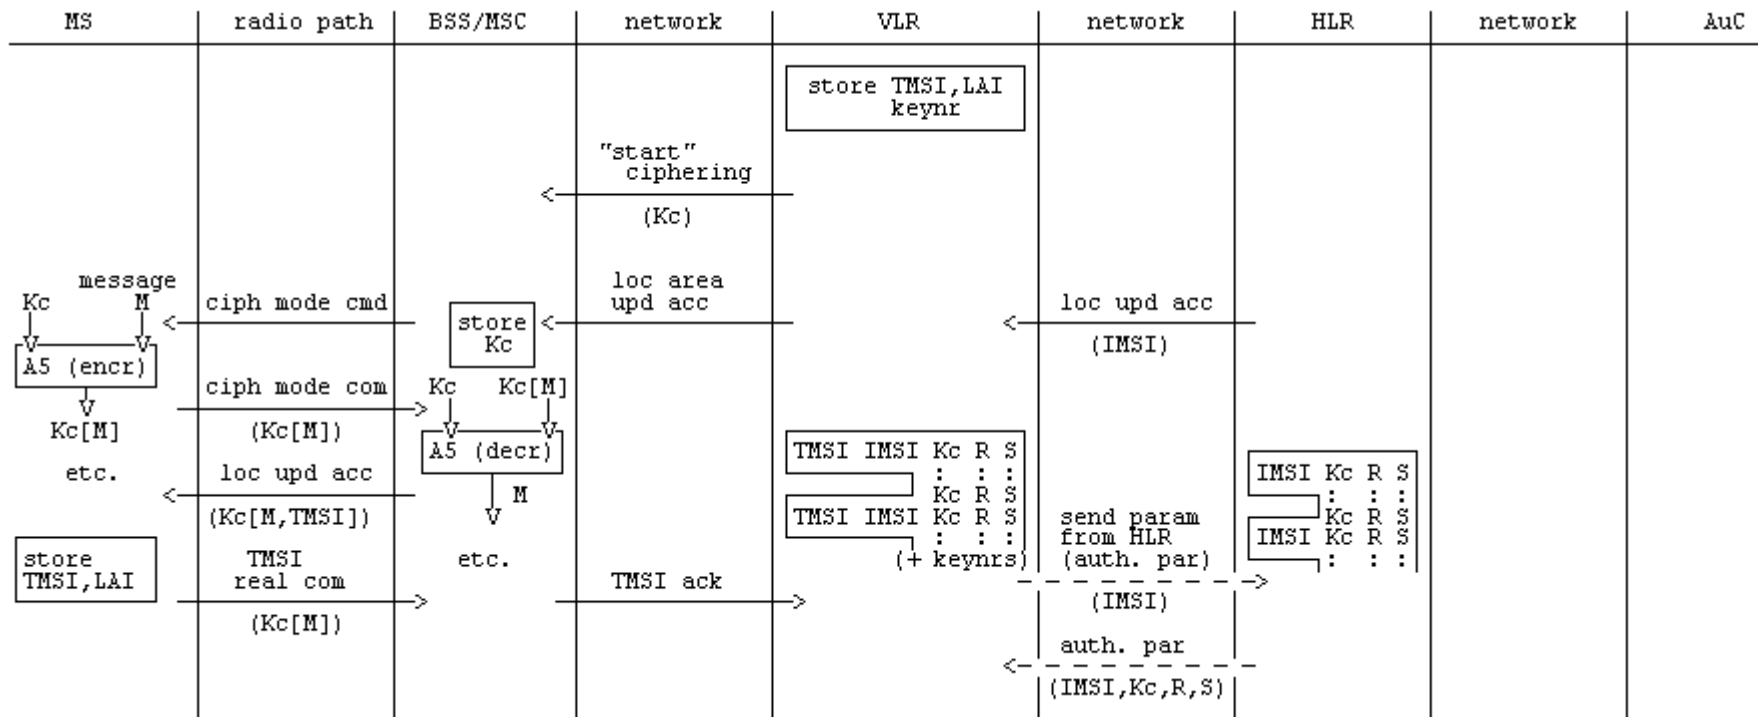 MS radio path BSS/MSC network VLR network HLR network AuC
store TMSI,LAI
keynr
"start"
ciphering
(Kc)
message
Kc M
ciph mode cmd
store
Kc
loc area
upd acc
loc upd acc
(IMSI)
A5 (encr)
Kc[M]
ciph mode com
(Kc[M])
Kc Kc[M]
A5 (decr)
M
etc.
etc.
loc upd acc
(Kc[M,TMSI])
TMSI IMSI Kc R S
: : :
Kc R S
TMSI IMSI Kc R S
: : :
(+ keynrs)
send param
from HLR
(auth. par)
(IMSI)
IMSI Kc R S
: : :
Kc R S
IMSI Kc R S
: : :
store
TMSI,LAI
TMSI
real com
(Kc[M])
TMSI ack
auth. par
(IMSI,Kc,R,S)